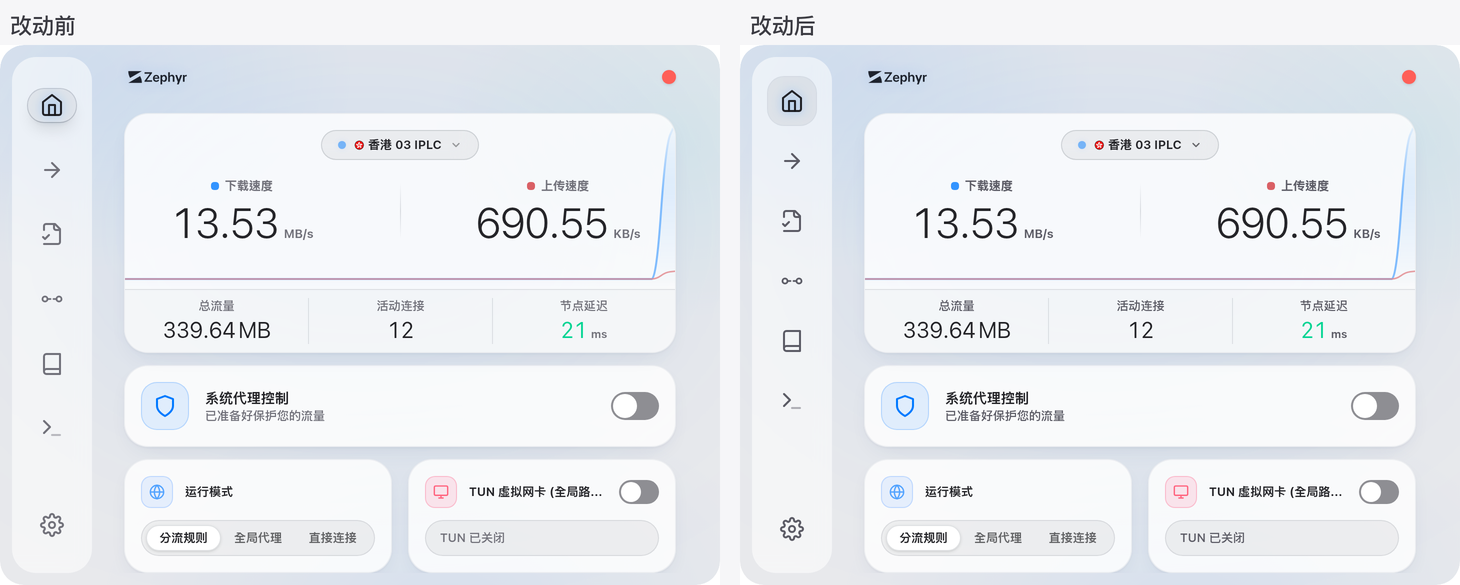 改动前
Zephyr
香港 03 IPLC
下载速度
上传速度
13.53 MB/s
690.55 KB/s
总流量
活动连接
节点延迟
339.64 MB
12
21 ms
系统代理控制
已准备好保护您的流量
运行模式
TUN 虚拟网卡 (全局路...
分流规则
全局代理
直接连接
TUN 已关闭
改动后
Zephyr
香港 03 IPLC
下载速度
上传速度
13.53 MB/s
690.55 KB/s
总流量
活动连接
节点延迟
339.64 MB
12
21 ms
系统代理控制
已准备好保护您的流量
运行模式
TUN 虚拟网卡 (全局路...
分流规则
全局代理
直接连接
TUN 已关闭